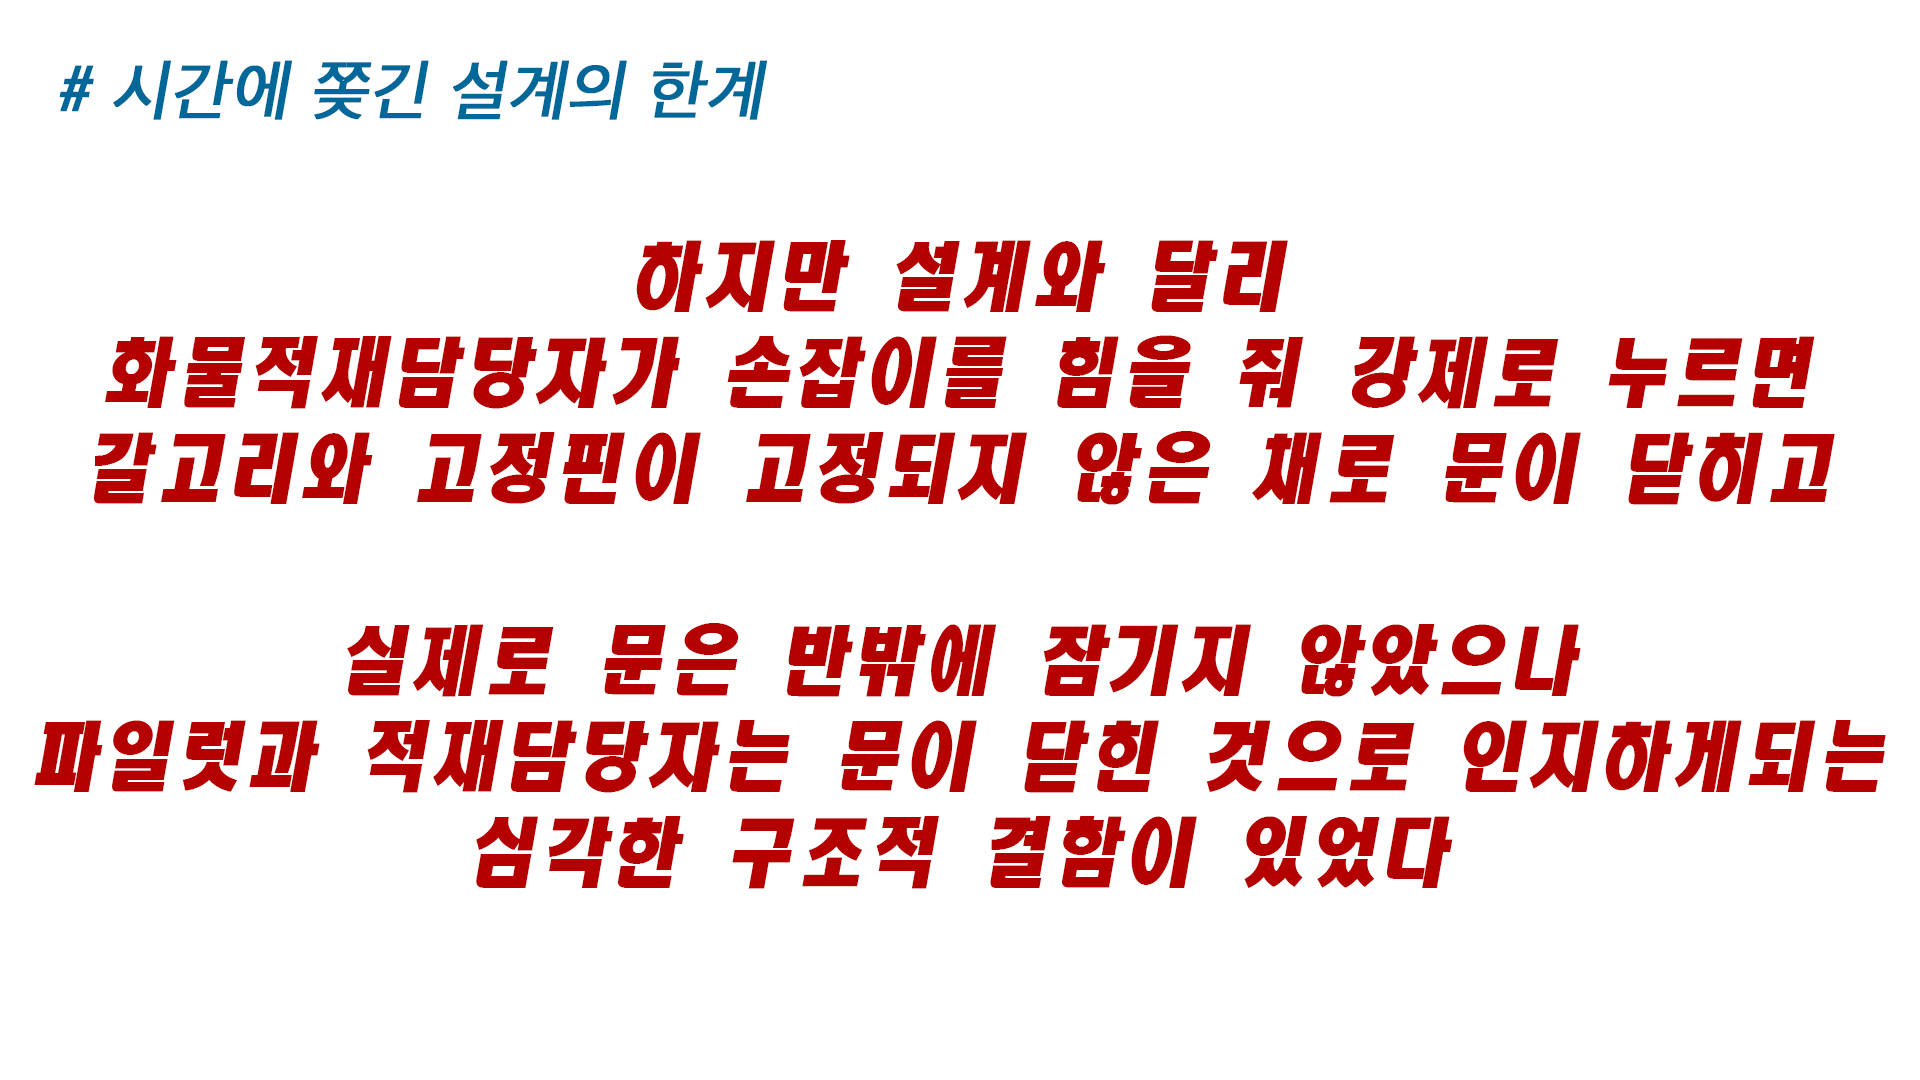 # 시간에 쫒긴 설계의 한계
하지만 설계와 달리
화물적재담당자가 손잡이를 힘을 줘 강제로 누르면
갈고리와 고정핀이 고정되지 않은 채로 문이 닫히고
실제로 문은 반밖에 잠기지 않았으나
파일럿과 적재담당자는 문이 닫힌 것으로 인지하게되는
심각한 구조적 결함이 있었다